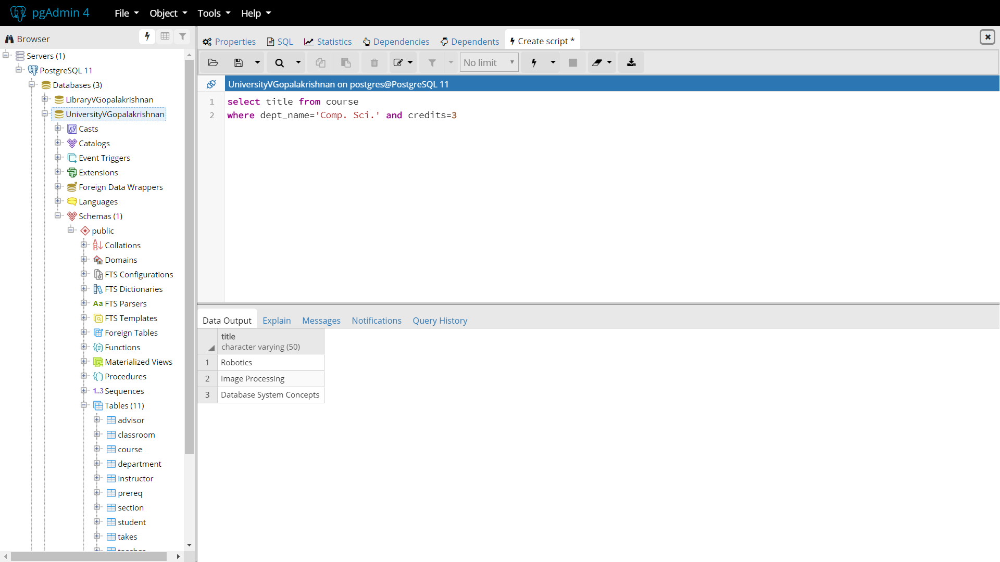 pgAdmin 4
File Object Tools Help
Browser
Servers (1)
PostgreSQL 11
Databases (3)
LibraryVGopalakrishnan
UniversityVGopalakrishnan
Casts
Catalogs
Event Triggers
Extensions
Foreign Data Wrappers
Languages
Schemas (1)
public
Collations
Domains
FTS Configurations
FTS Dictionaries
Aa FTS Parsers
FTS Templates
Foreign Tables
Functions
Materialized Views
Procedures
1..3 Sequences
Tables (11)
advisor
classroom
course
department
instructor
prereq
section
student
takes
teaches
Properties SQL Statistics Dependencies Dependents Create script *
No limit
UniversityVGopalakrishnan on postgres@PostgreSQL 11
1 select title from course
2 where dept_name='Comp. Sci.' and credits=3
Data Output Explain Messages Notifications Query History
title
character varying (50)
1 Robotics
2 Image Processing
3 Database System Concepts